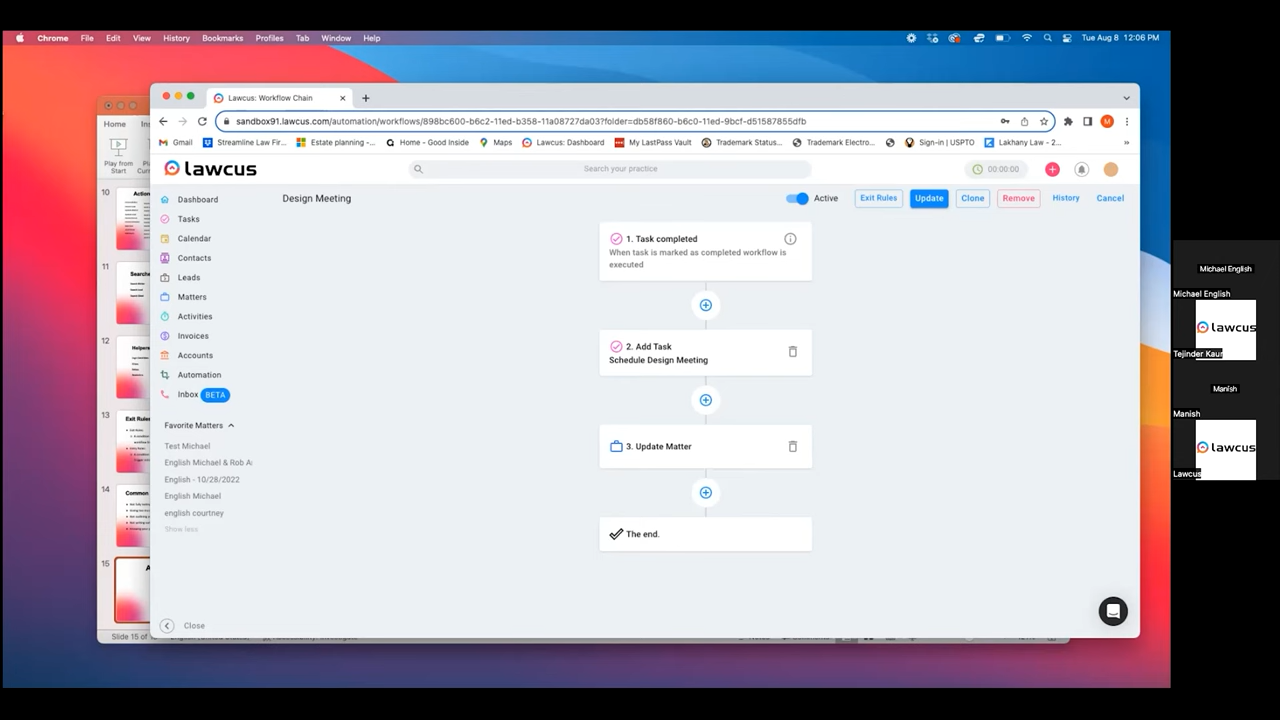 Chrome File Edit View History Bookmarks Profiles Tab Window Help
Tue Aug 8 12:06 PM
Lawcus: Workflow Chain
sandbox91.lawcus.com/automation/workflows/898bc600-b6c2-11ed-b358-11a08727da03?folder=db58f860-b6c0-11ed-9bcf-d51587855dfb
Gmail
Streamline Law Fir...
Estate planning -...
Home - Good Inside
Maps
Lawcus: Dashboard
My LastPass Vault
Trademark Status...
Trademark Electro...
Sign-in | USPTO
Lakhany Law - 2...
Home
Play from
Start
10
11
12
13
14
15
Exit Rules
Slide 15 of
lawcus
Search your practice
00:00:00
M
Dashboard
Tasks
Calendar
Contacts
Leads
Matters
Activities
Invoices
Accounts
Automation
Inbox BETA
Favorite Matters
Test Michael
English Michael & Rob A
English - 10/28/2022
English Michael
english courtney
Show less
Close
Design Meeting
Active
Exit Rules
Update
Clone
Remove
History
Cancel
1. Task completed
When task is marked as completed workflow is
executed
2. Add Task
Schedule Design Meeting
3. Update Matter
The end.
Michael English
Michael English
lawcus
Tejinder Kaur
Manish
Manish
lawcus
Lawcus